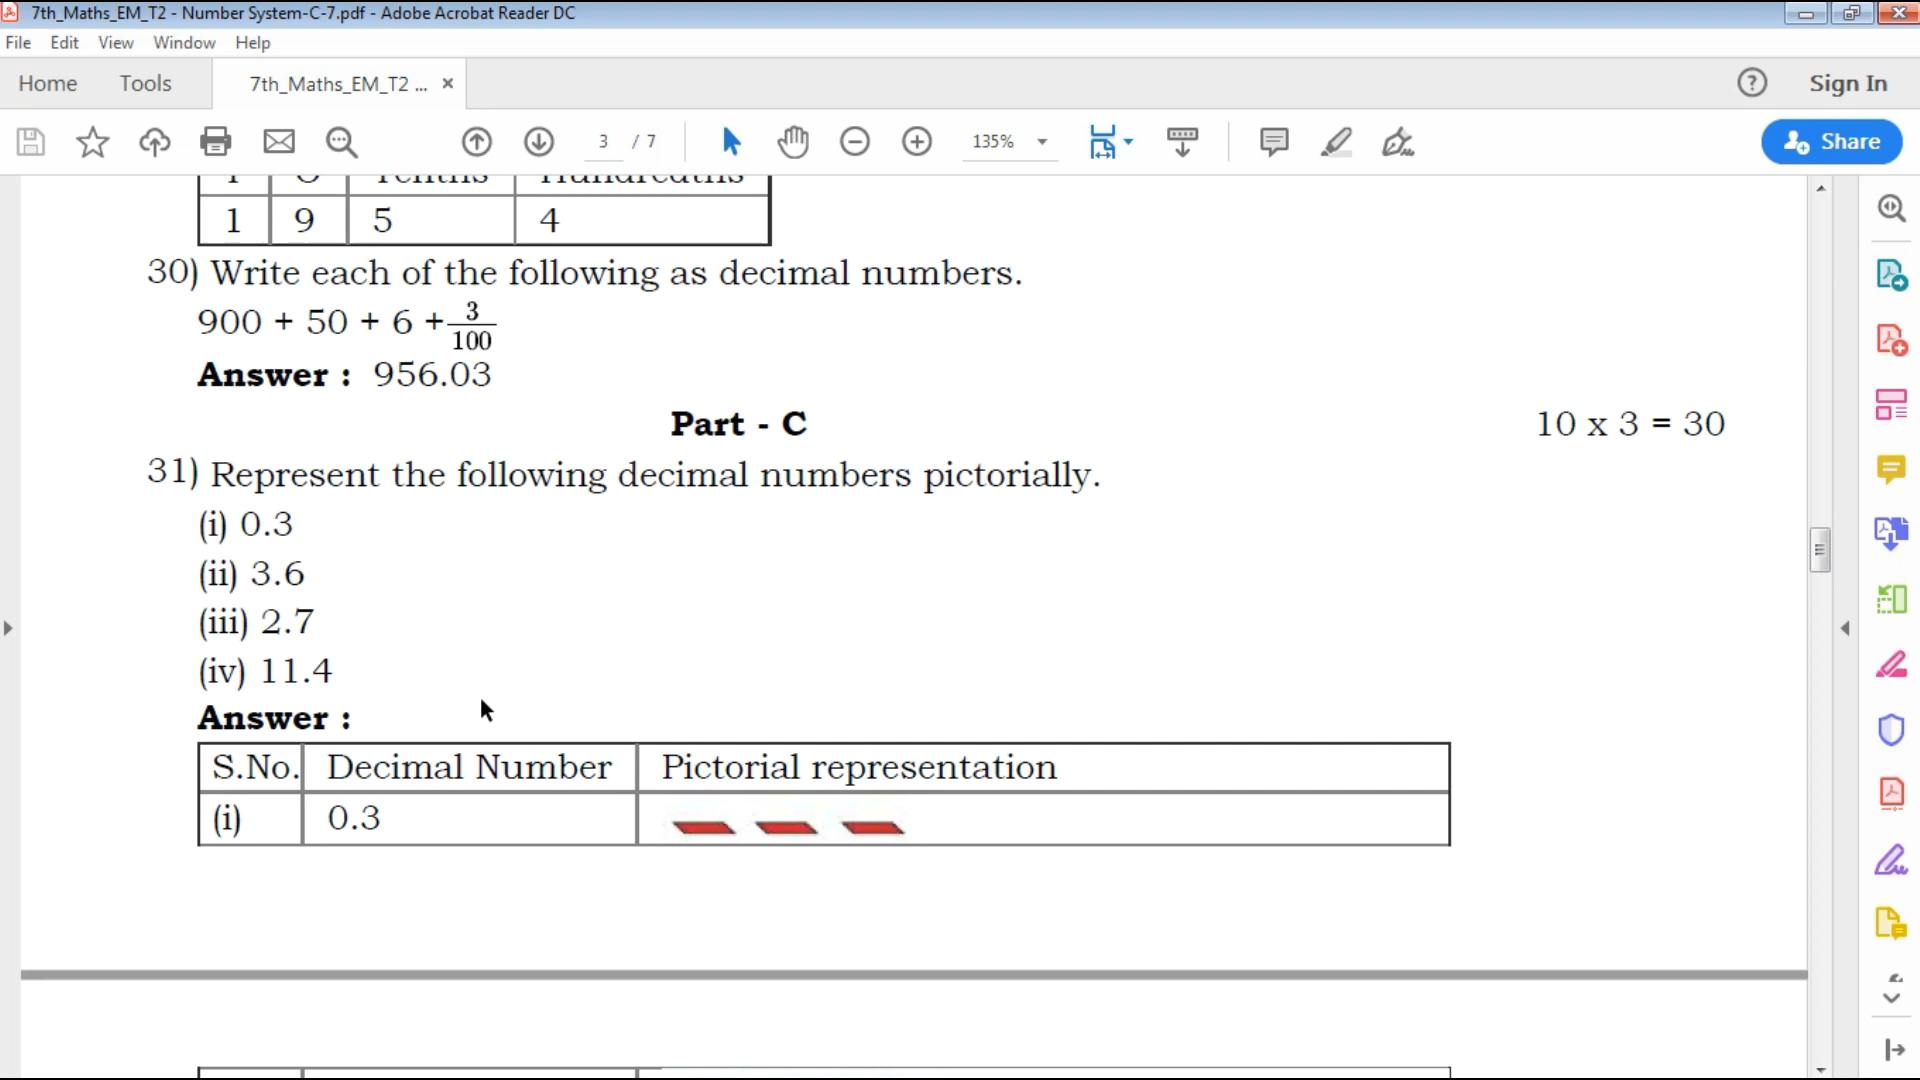 7th_Maths_EM_T2 - Number System-C-7.pdf - Adobe Acrobat Reader DC
File Edit View Window Help
Home Tools 7th_Maths_EM_T2 ... × ? Sign In
3 / 7 135% Share
T O Tenths Hundredths
1 9 5 4
30) Write each of the following as decimal numbers.
900 + 50 + 6 + 3/100
Answer : 956.03
Part - C 10 x 3 = 30
31) Represent the following decimal numbers pictorially.
(i) 0.3
(ii) 3.6
(iii) 2.7
(iv) 11.4
Answer :
S.No. Decimal Number Pictorial representation
(i) 0.3